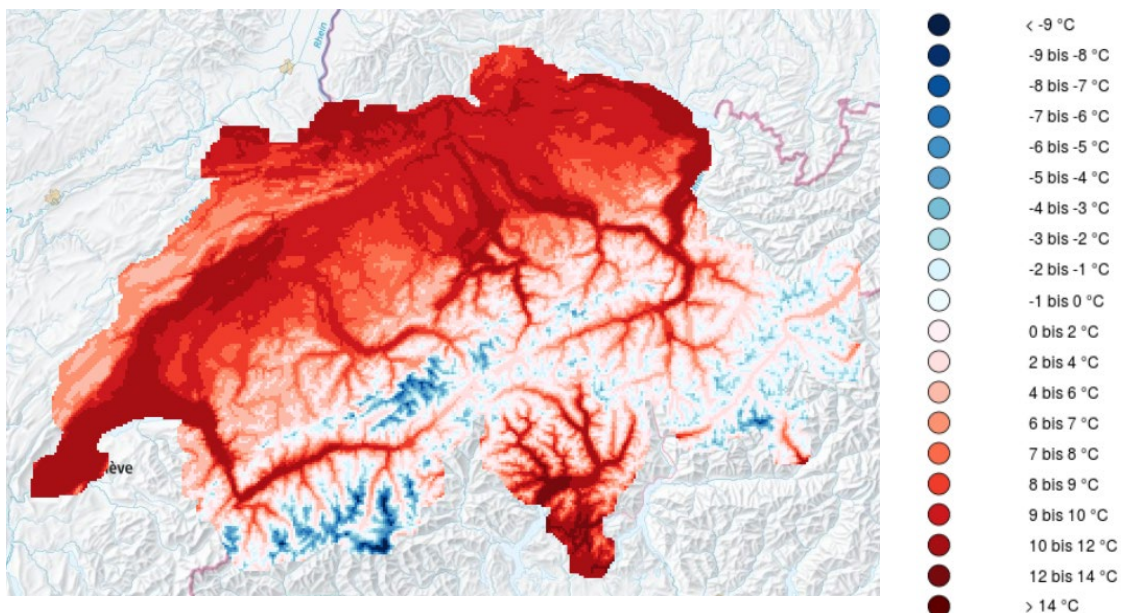 Rhein
ève
< -9 °C
-9 bis -8 °C
-8 bis -7 °C
-7 bis -6 °C
-6 bis -5 °C
-5 bis -4 °C
-4 bis -3 °C
-3 bis -2 °C
-2 bis -1 °C
-1 bis 0 °C
0 bis 2 °C
2 bis 4 °C
4 bis 6 °C
6 bis 7 °C
7 bis 8 °C
8 bis 9 °C
9 bis 10 °C
10 bis 12 °C
12 bis 14 °C
> 14 °C